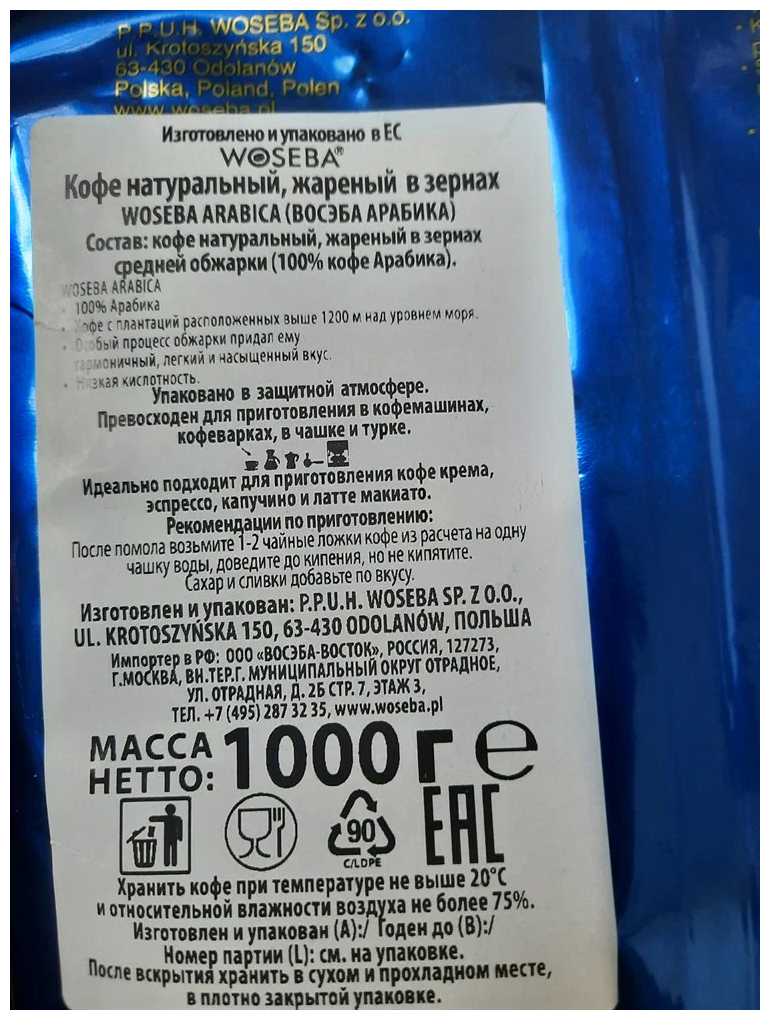 P.P.U.H. WOSEBA Sp. z o.o.
ul. Krotoszyńska 150
63-430 Odolanów
Polska, Poland, Polen
www.woseba.pl
Изготовлено и упаковано в ЕС
WOSEBA®
Кофе натуральный, жареный в зернах
WOSEBA ARABICA (ВОСЭБА АРАБИКА)
Состав: кофе натуральный, жареный в зернах
средней обжарки (100% кофе Арабика).
WOSEBA ARABICA
• 100% Арабика
• Кофе с плантаций расположенных выше 1200 м над уровнем моря.
• Особый процесс обжарки придал ему
гармоничный, легкий и насыщенный вкус.
• Низкая кислотность.
Упаковано в защитной атмосфере.
Превосходен для приготовления в кофемашинах,
кофеварках, в чашке и турке.
Идеально подходит для приготовления кофе крема,
эспрессо, капучино и латте макиато.
Рекомендации по приготовлению:
После помола возьмите 1-2 чайные ложки кофе из расчета на одну
чашку воды, доведите до кипения, но не кипятите.
Сахар и сливки добавьте по вкусу.
Изготовлен и упакован: P.P.U.H. WOSEBA SP. Z O.O.,
UL. KROTOSZYŃSKA 150, 63-430 ODOLANÓW, ПОЛЬША
Импортер в РФ: ООО «ВОСЭБА-ВОСТОК», РОССИЯ, 127273,
Г.МОСКВА, ВН.ТЕР.Г. МУНИЦИПАЛЬНЫЙ ОКРУГ ОТРАДНОЕ,
УЛ. ОТРАДНАЯ, Д. 2Б СТР. 7, ЭТАЖ 3,
ТЕЛ. +7 (495) 287 32 35, www.woseba.pl
МАССА
НЕТТО: 1000 г ℮
90
C/LDPE
ЕАС
Хранить кофе при температуре не выше 20°С
и относительной влажности воздуха не более 75%.
Изготовлен и упакован (А):/ Годен до (В):/
Номер партии (L): см. на упаковке.
После вскрытия хранить в сухом и прохладном месте,
в плотно закрытой упаковке.